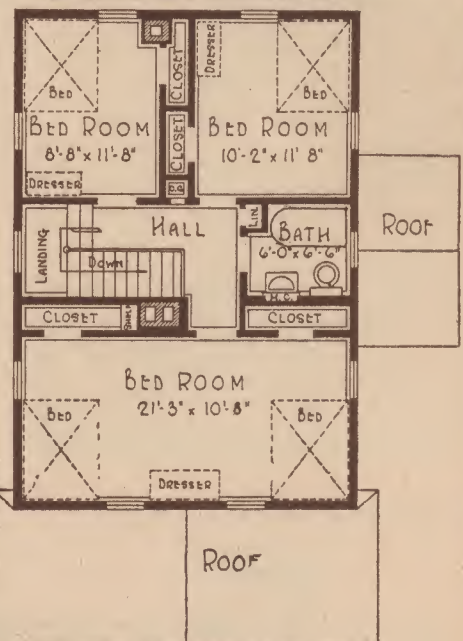 BED
CLOSET
DRESSER
BED
BED ROOM
8'-8" x 11'-8"
CLOSET
BED ROOM
10'-2" x 11' 8"
DRESSER
LANDING
HALL
DOWN
LIN.
BATH
6'-0" x 6'-6"
M.C.
ROOF
CLOSET
SHELF
CLOSET
BED ROOM
21'-3" x 10'-8"
BED
BED
DRESSER
ROOF